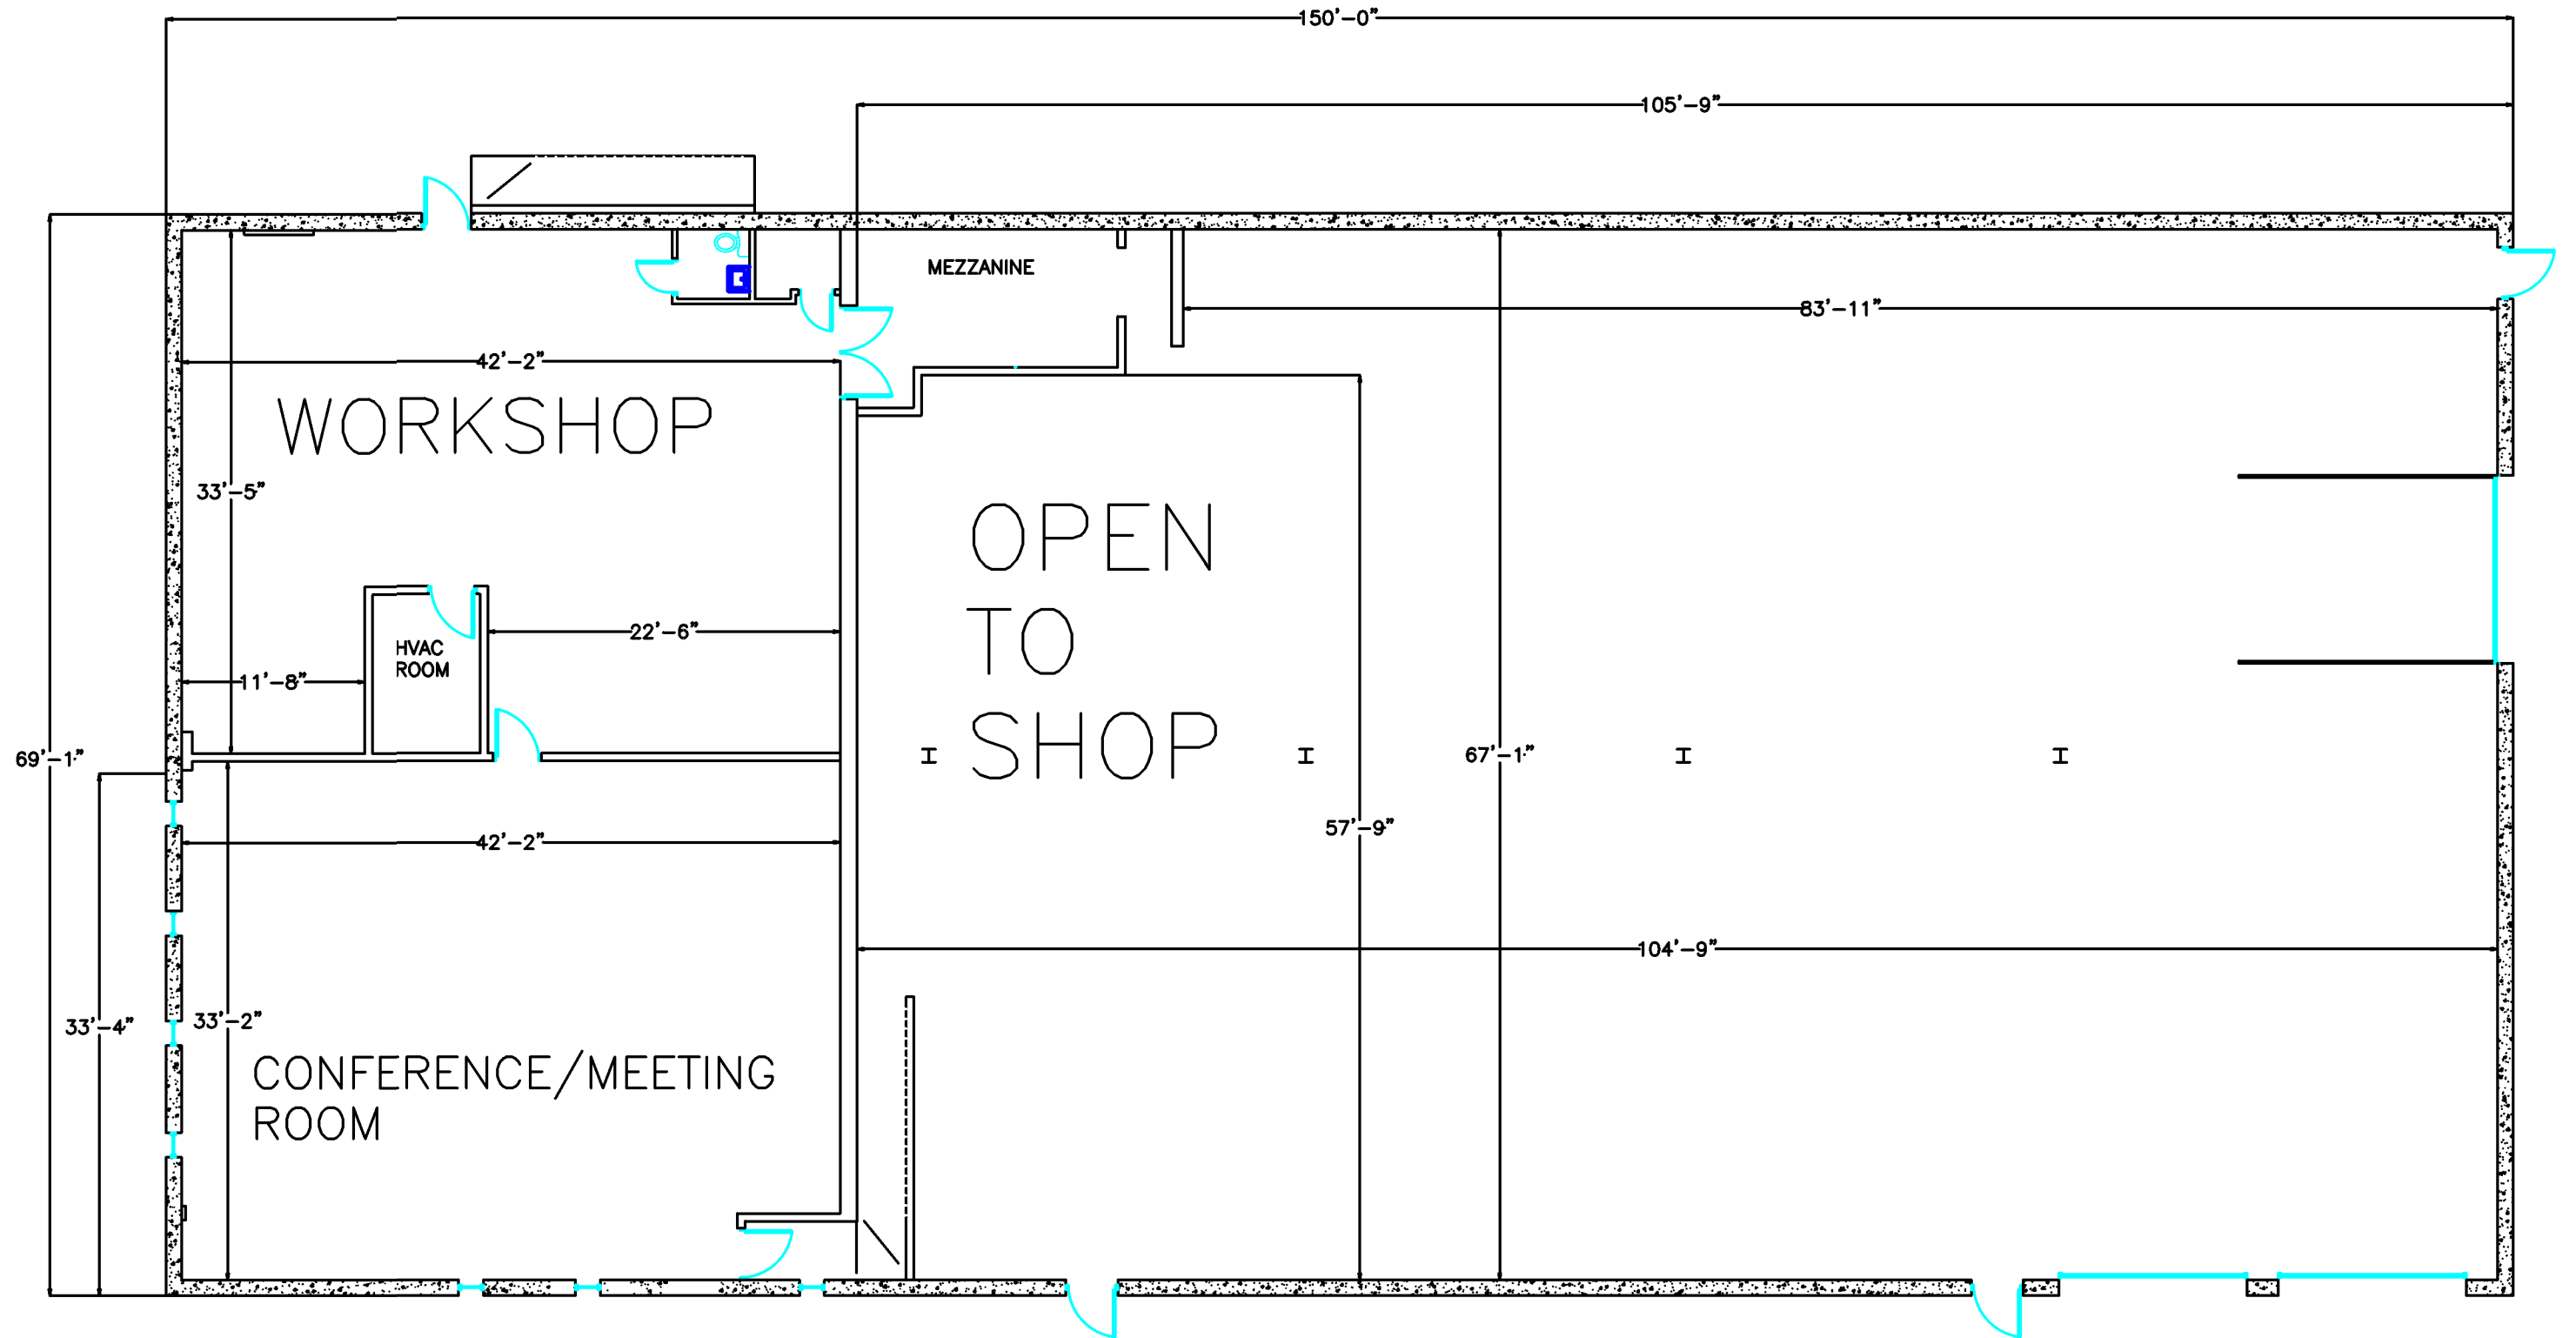 150'-0"
105'-9"
MEZZANINE
83'-11"
42'-2"
WORKSHOP
33'-5"
OPEN
TO
SHOP
22'-6"
HVAC
ROOM
11'-8"
69'-1"
67'-1"
57'-9"
42'-2"
104'-9"
33'-4"
33'-2"
CONFERENCE/MEETING
ROOM